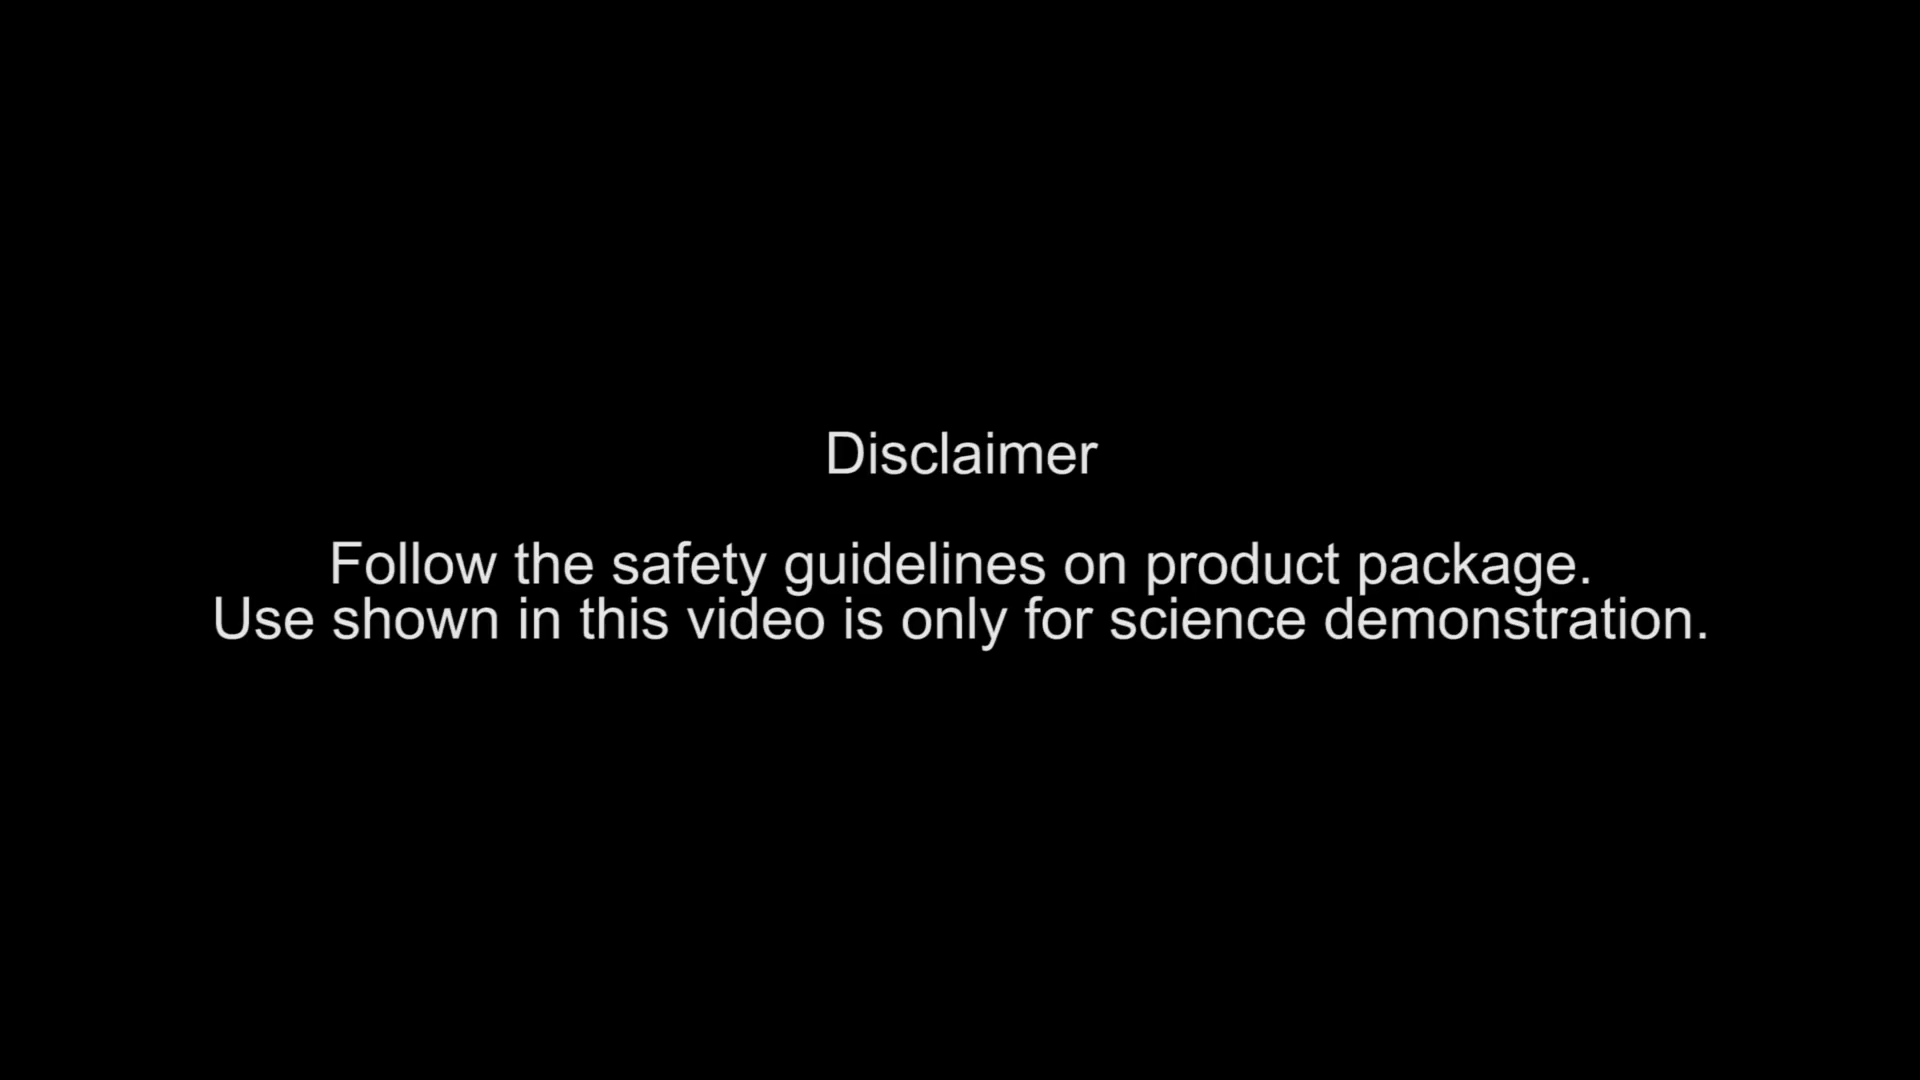 Disclaimer
Follow the safety guidelines on product package.
Use shown in this video is only for science demonstration.